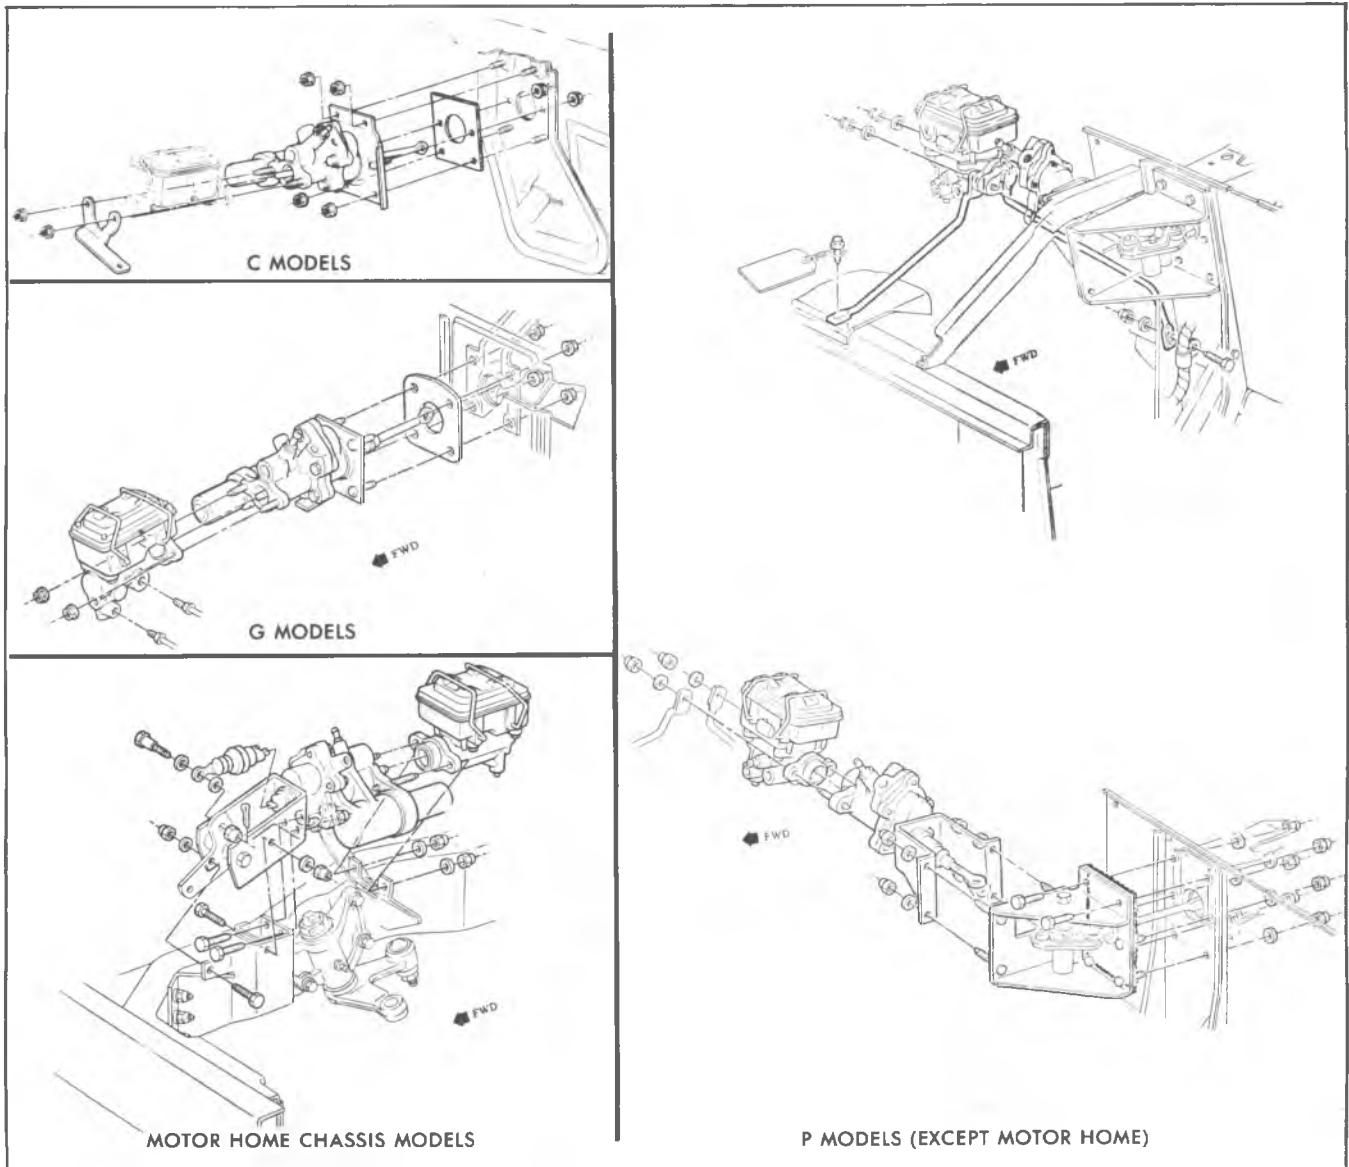 C MODELS
FWD
G MODELS
FWD
MOTOR HOME CHASSIS MODELS
FWD
FWD
P MODELS (EXCEPT MOTOR HOME)